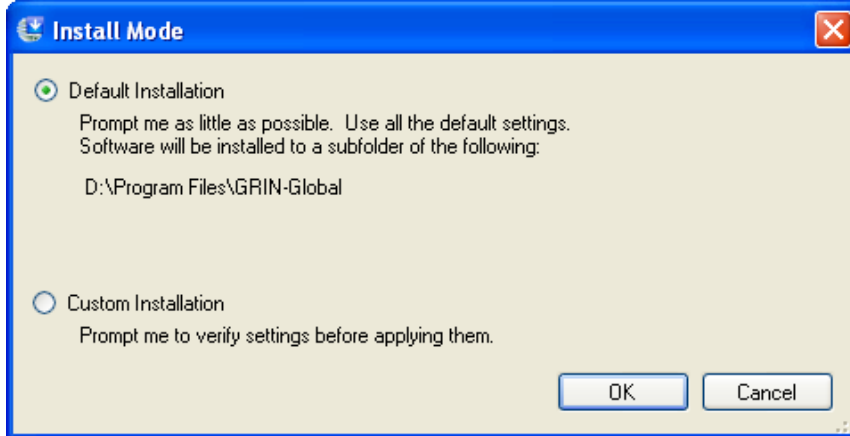 Install Mode
Default Installation
Prompt me as little as possible.  Use all the default settings.
Software will be installed to a subfolder of the following:
D:\Program Files\GRIN-Global
Custom Installation
Prompt me to verify settings before applying them.
OK
Cancel